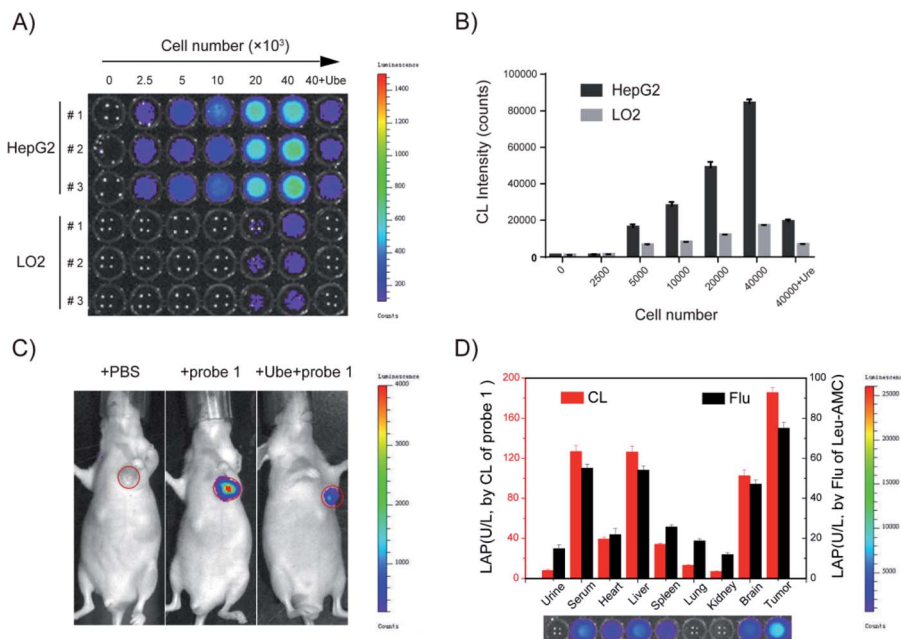 A)
Cell number (×10³)
0 2.5 5 10 20 40 40+Ube
HepG2
# 1
# 2
# 3
LO2
# 1
# 2
# 3
Luminescence
1400
1200
1000
800
600
400
200
Counts
B)
CL Intensity (counts)
100000
80000
60000
40000
20000
0
HepG2
LO2
0 2500 5000 10000 20000 40000 40000+Ure
Cell number
C)
+PBS +probe 1 +Ube+probe 1
Luminescence
4000
3000
2000
1000
Counts
D)
LAP(U/L, by CL of probe 1 )
200
160
120
80
40
0
CL Flu
100
80
60
40
20
0
LAP(U/L, by Flu of Leu-AMC)
Urine Serum Heart Liver Spleen Lung Kidney Brain Tumor
Luminescence
25000
20000
15000
10000
5000
Counts